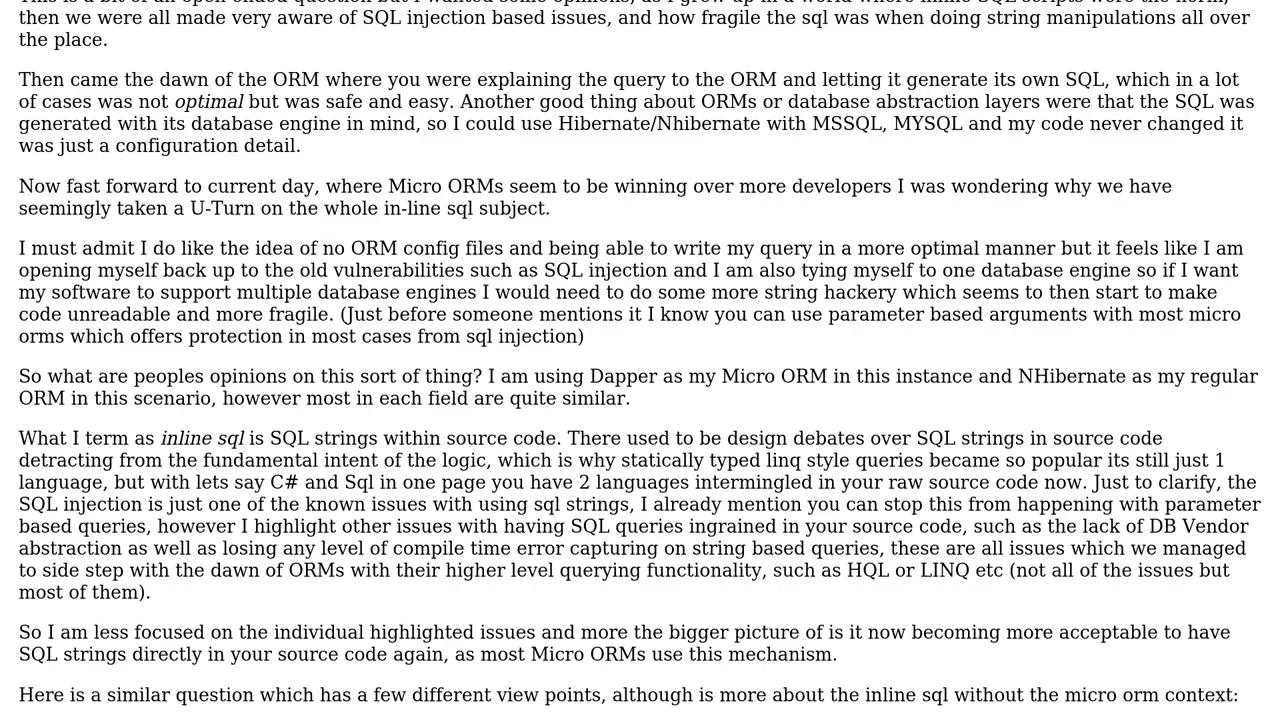 then we were all made very aware of SQL injection based issues, and how fragile the sql was when doing string manipulations all over
the place.
Then came the dawn of the ORM where you were explaining the query to the ORM and letting it generate its own SQL, which in a lot
of cases was not optimal but was safe and easy. Another good thing about ORMs or database abstraction layers were that the SQL was
generated with its database engine in mind, so I could use Hibernate/Nhibernate with MSSQL, MYSQL and my code never changed it
was just a configuration detail.
Now fast forward to current day, where Micro ORMs seem to be winning over more developers I was wondering why we have
seemingly taken a U-Turn on the whole in-line sql subject.
I must admit I do like the idea of no ORM config files and being able to write my query in a more optimal manner but it feels like I am
opening myself back up to the old vulnerabilities such as SQL injection and I am also tying myself to one database engine so if I want
my software to support multiple database engines I would need to do some more string hackery which seems to then start to make
code unreadable and more fragile. (Just before someone mentions it I know you can use parameter based arguments with most micro
orms which offers protection in most cases from sql injection)
So what are peoples opinions on this sort of thing? I am using Dapper as my Micro ORM in this instance and NHibernate as my regular
ORM in this scenario, however most in each field are quite similar.
What I term as inline sql is SQL strings within source code. There used to be design debates over SQL strings in source code
detracting from the fundamental intent of the logic, which is why statically typed linq style queries became so popular its still just 1
language, but with lets say C# and Sql in one page you have 2 languages intermingled in your raw source code now. Just to clarify, the
SQL injection is just one of the known issues with using sql strings, I already mention you can stop this from happening with parameter
based queries, however I highlight other issues with having SQL queries ingrained in your source code, such as the lack of DB Vendor
abstraction as well as losing any level of compile time error capturing on string based queries, these are all issues which we managed
to side step with the dawn of ORMs with their higher level querying functionality, such as HQL or LINQ etc (not all of the issues but
most of them).
So I am less focused on the individual highlighted issues and more the bigger picture of is it now becoming more acceptable to have
SQL strings directly in your source code again, as most Micro ORMs use this mechanism.
Here is a similar question which has a few different view points, although is more about the inline sql without the micro orm context: